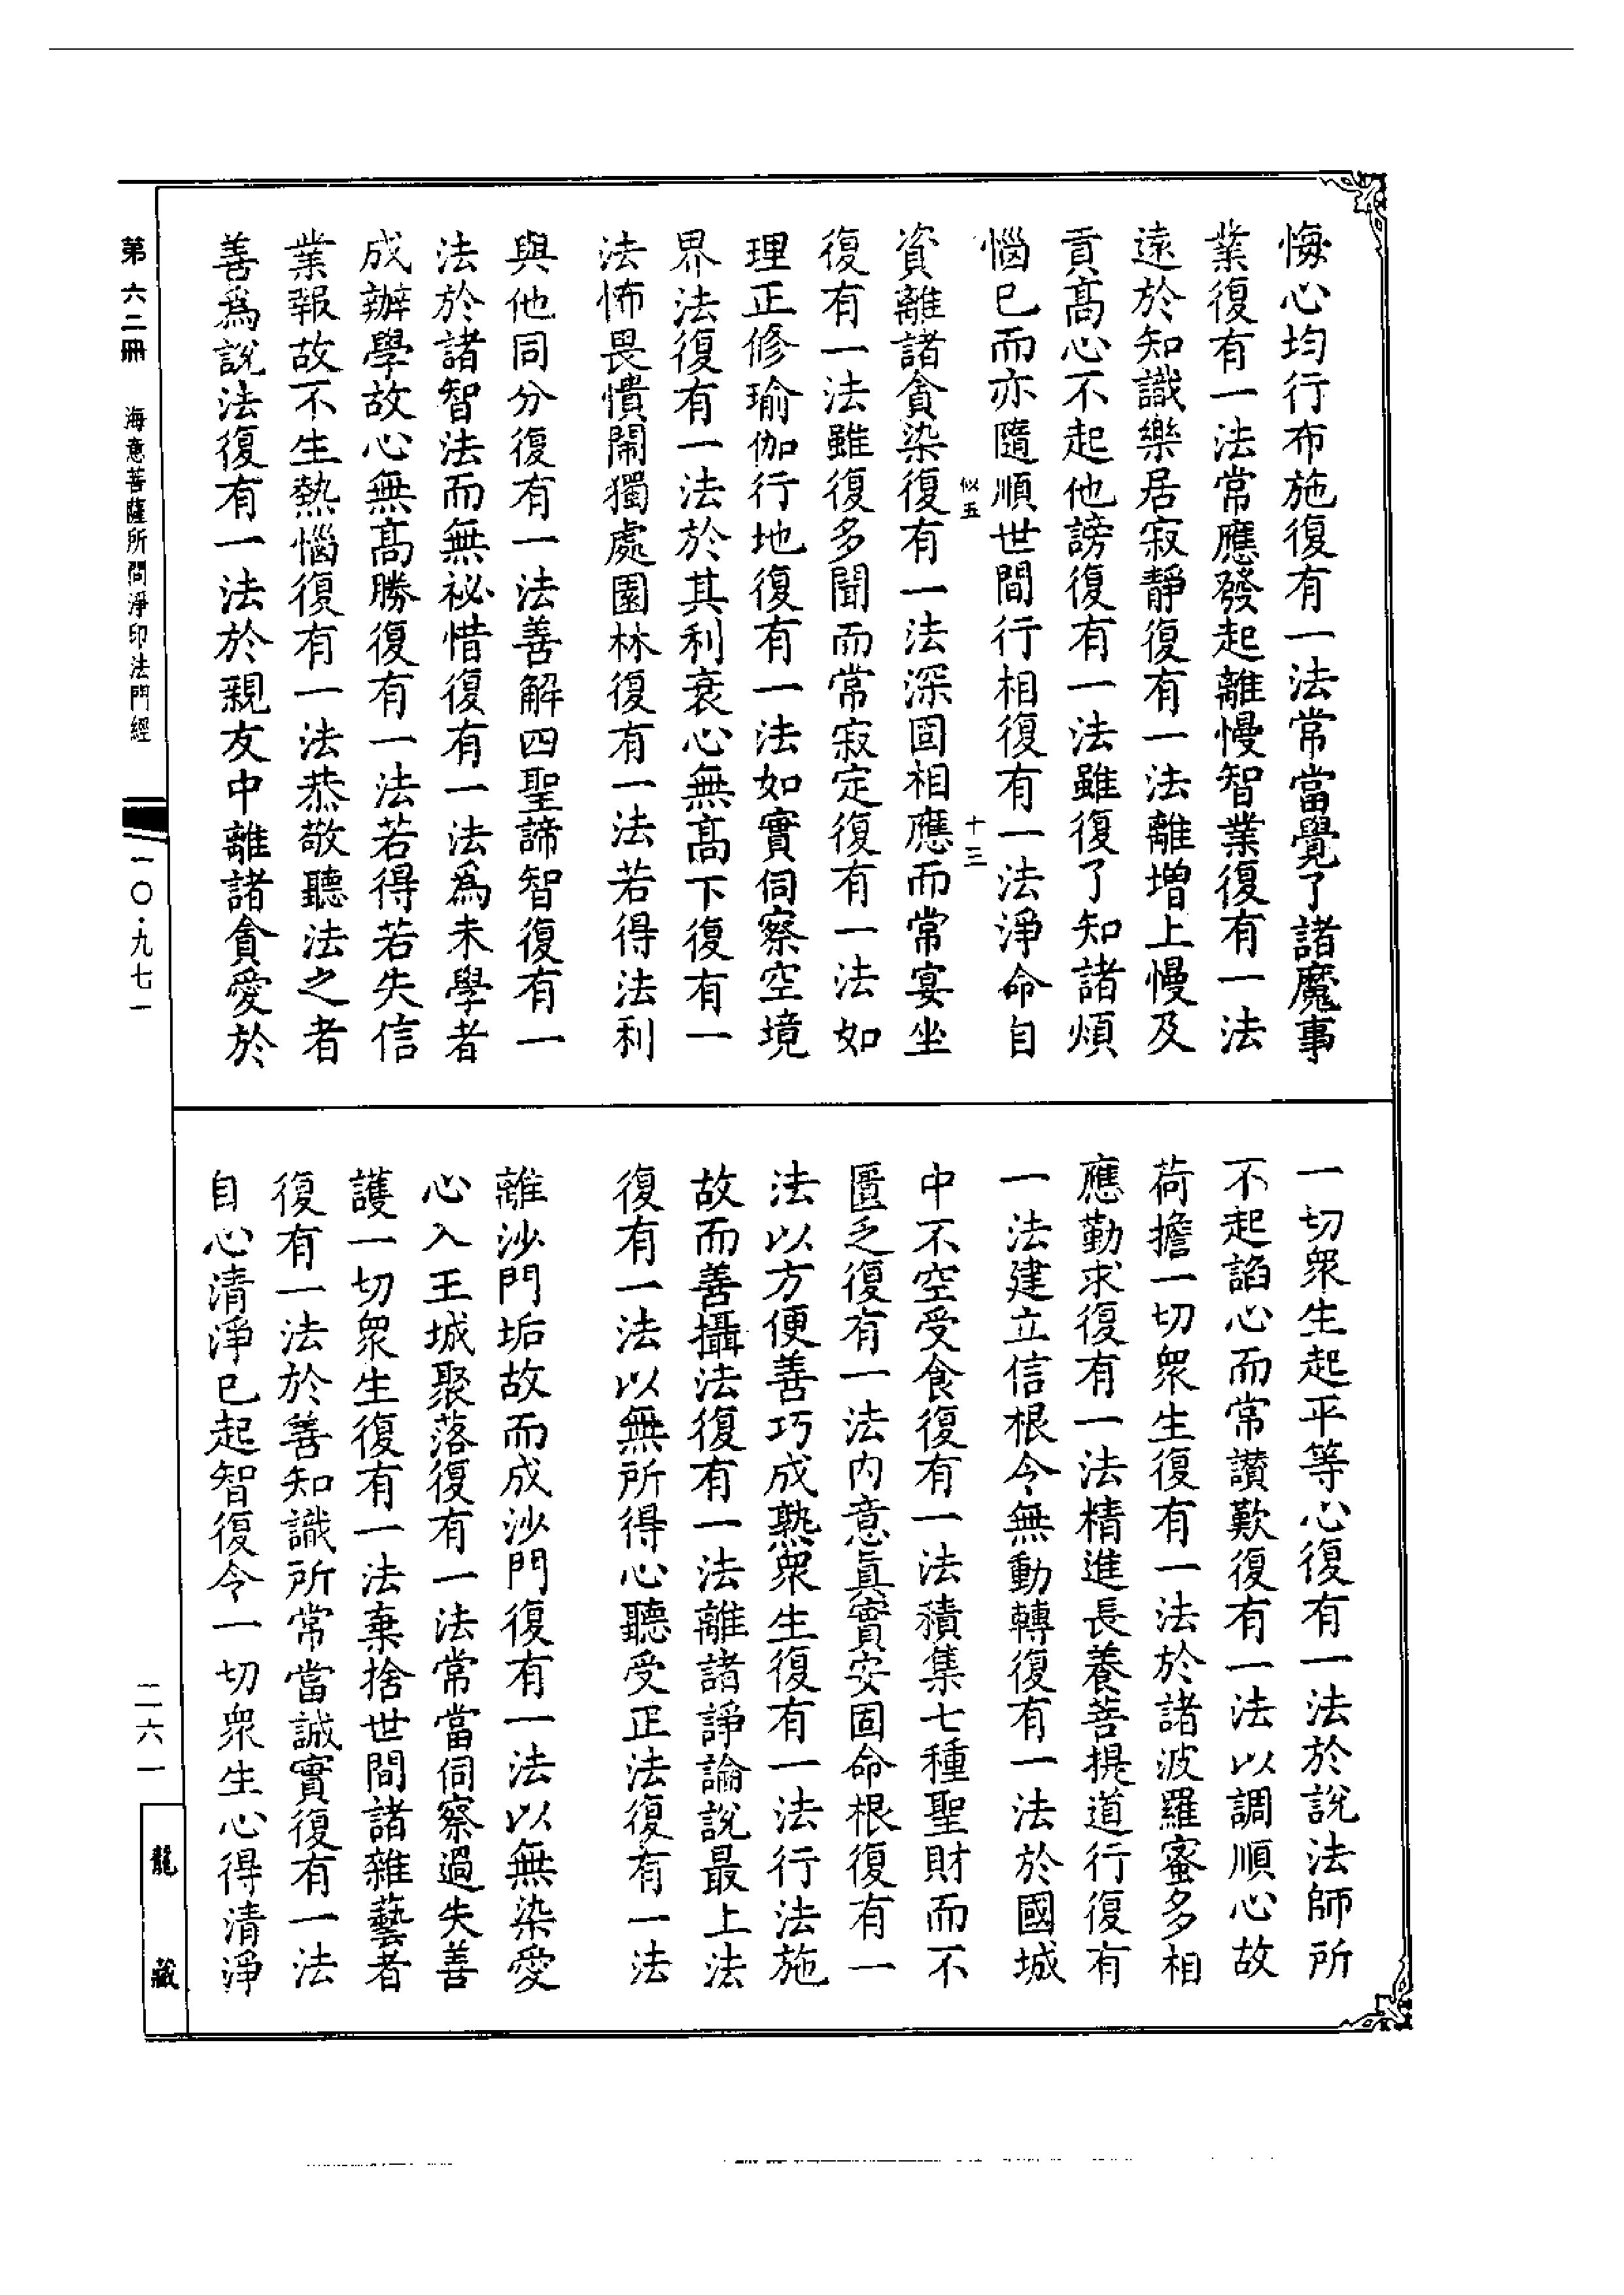 悔心均行布施復有一法常當覺了諸魔事
業復有一法常應發起離慢智業復有一法
遠於知識樂居寂靜復有一法離增上慢及
貢高心不起他謗復有一法雖復了知諸煩
惱已而亦隨順世間行相復有一法淨命自
似五 十三
資離諸貪染復有一法深固相應而常宴坐
復有一法雖復多聞而常寂定復有一法如
理正修瑜伽行地復有一法如實伺察空境
界法復有一法於其利衰心無高下復有一
法怖畏憒閙獨處園林復有一法若得法利
與他同分復有一法善解四聖諦智復有一
法於諸智法而無祕惜復有一法爲未學者
成辦學故心無高勝復有一法若得若失信
業報故不生熱惱復有一法恭敬聽法之者
善爲說法復有一法於親友中離諸貪愛於
一切衆生起平等心復有一法於說法師所
不起諂心而常讃歎復有一法以調順心故
荷擔一切衆生復有一法於諸波羅蜜多相
應勤求復有一法精進長養菩提道行復有
一法建立信根令無動轉復有一法於國城
中不空受食復有一法積集七種聖財而不
匱乏復有一法內意眞實安固命根復有一
法以方便善巧成熟衆生復有一法行法施
故而善攝法復有一法離諸諍論說最上法
復有一法以無所得心聽受正法復有一法
離沙門垢故而成沙門復有一法以無染愛
心入王城聚落復有一法常當伺察過失善
護一切衆生復有一法棄捨世間諸雜藝者
復有一法於善知識所常當誠實復有一法
自心清淨已起智復令一切衆生心得清淨
第六二冊 海意菩薩所問淨印法門經 一〇·九七一
二六一 龍藏